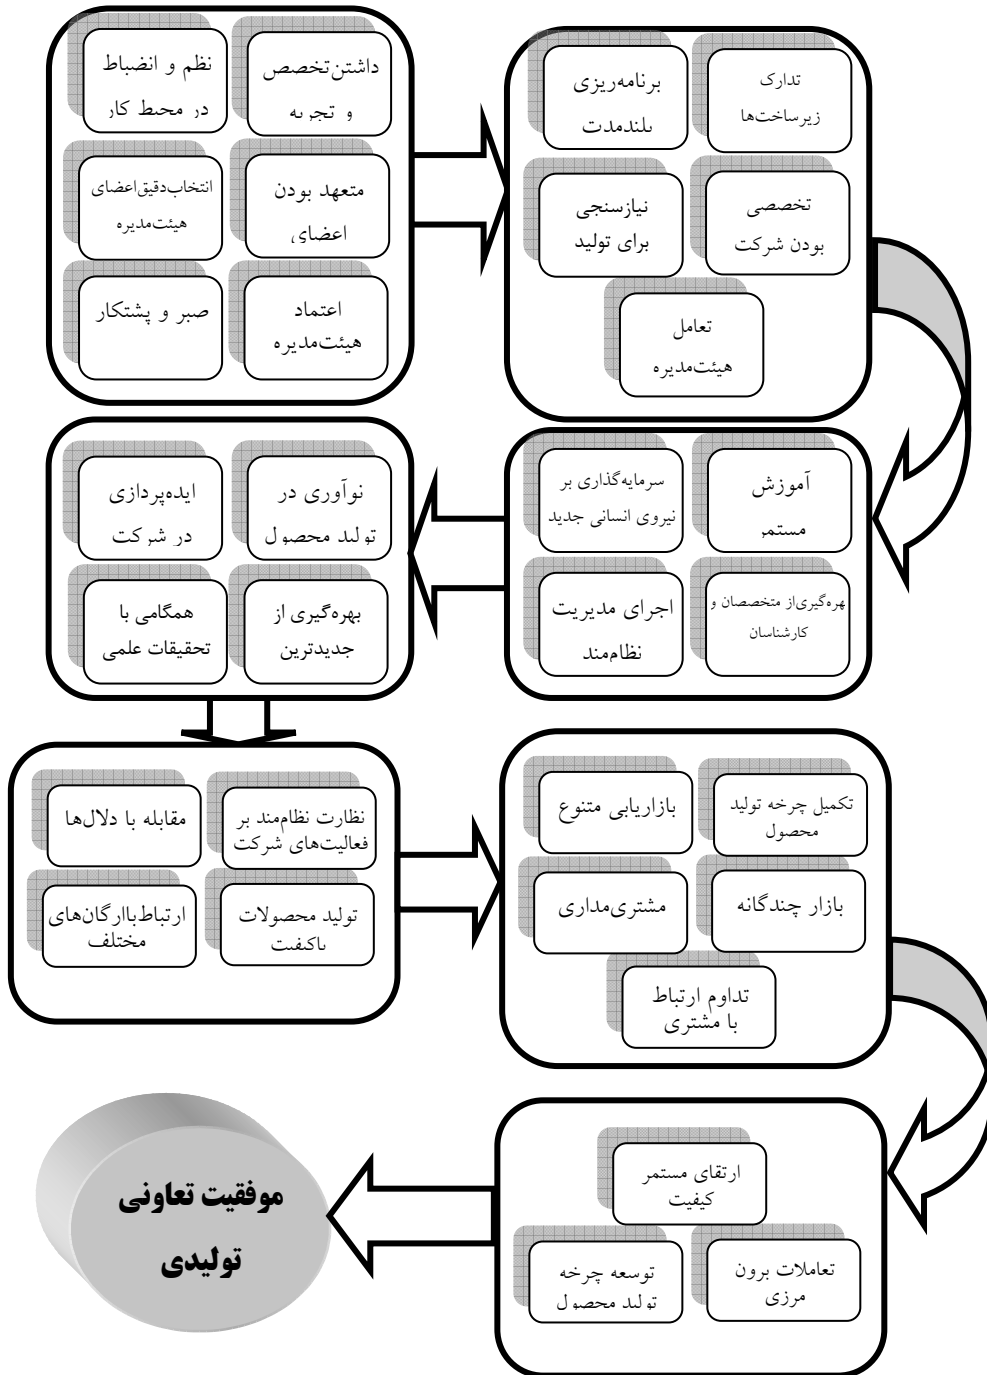 داشتن‌تخصص
و تجربه
نظم و انضباط
در محیط کار
متعهد بودن
اعضای
انتخاب‌دقیق‌اعضای
هیئت‌مدیره
اعتماد
هیئت‌مدیره
صبر و پشتکار
تدارک
زیرساخت‌ها
برنامه‌ریزی
بلندمدت
تخصصی
بودن شرکت
نیازسنجی
برای تولید
تعامل
هیئت‌مدیره
آموزش
مستمر
سرمایه‌گذاری بر
نیروی انسانی جدید
بهره‌گیری‌از متخصصان و
کارشناسان
اجرای مدیریت
نظام‌مند
نوآوری در
تولید محصول
ایده‌پردازی
در شرکت
بهره‌گیری از
جدیدترین
همگامی با
تحقیقات علمی
نظارت نظام‌مند بر
فعالیت‌های شرکت
مقابله با دلال‌ها
تولید محصولات
باکیفیت
ارتباط‌باارگان‌های
مختلف
تکمیل چرخه تولید
محصول
بازاریابی متنوع
بازار چندگانه
مشتری‌مداری
تداوم ارتباط
با مشتری
ارتقای مستمر
کیفیت
تعاملات برون
مرزی
توسعه چرخه
تولید محصول
موفقیت تعاونی
تولیدی